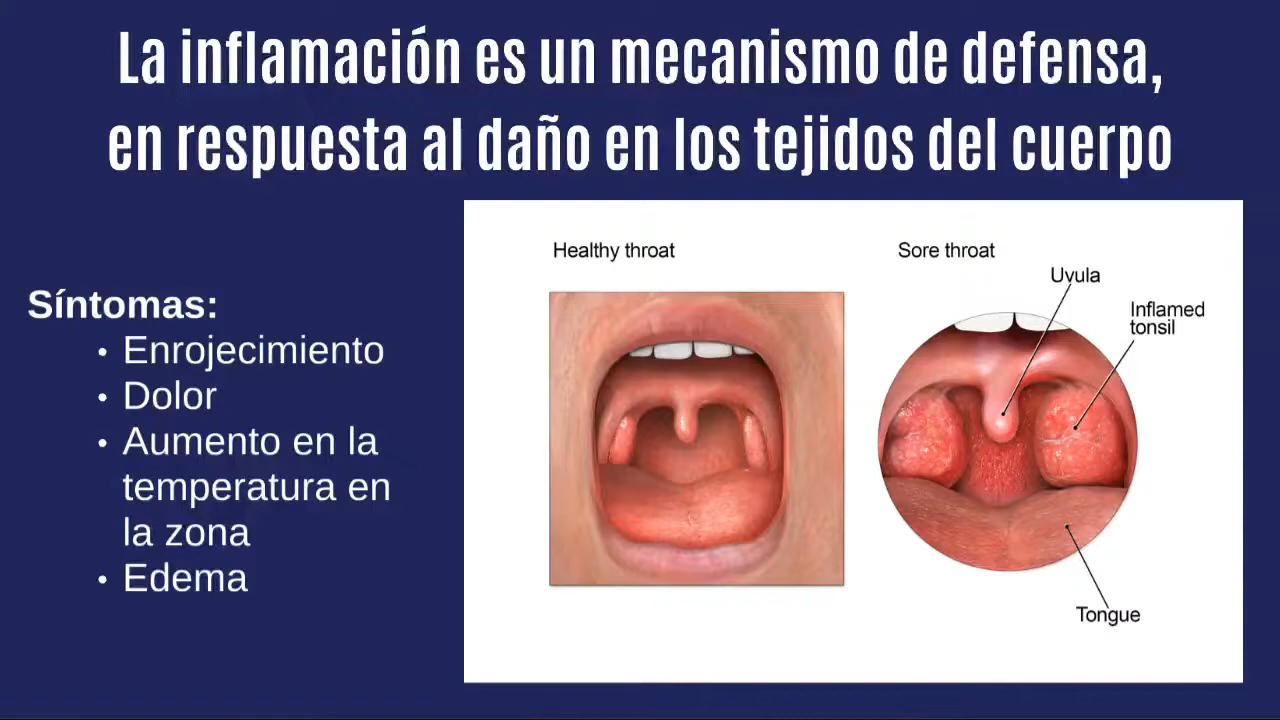 La inflamación es un mecanismo de defensa,
en respuesta al daño en los tejidos del cuerpo
Síntomas:
• Enrojecimiento
• Dolor
• Aumento en la
temperatura en
la zona
• Edema
Healthy throat
Sore throat
Uvula
Inflamed
tonsil
Tongue